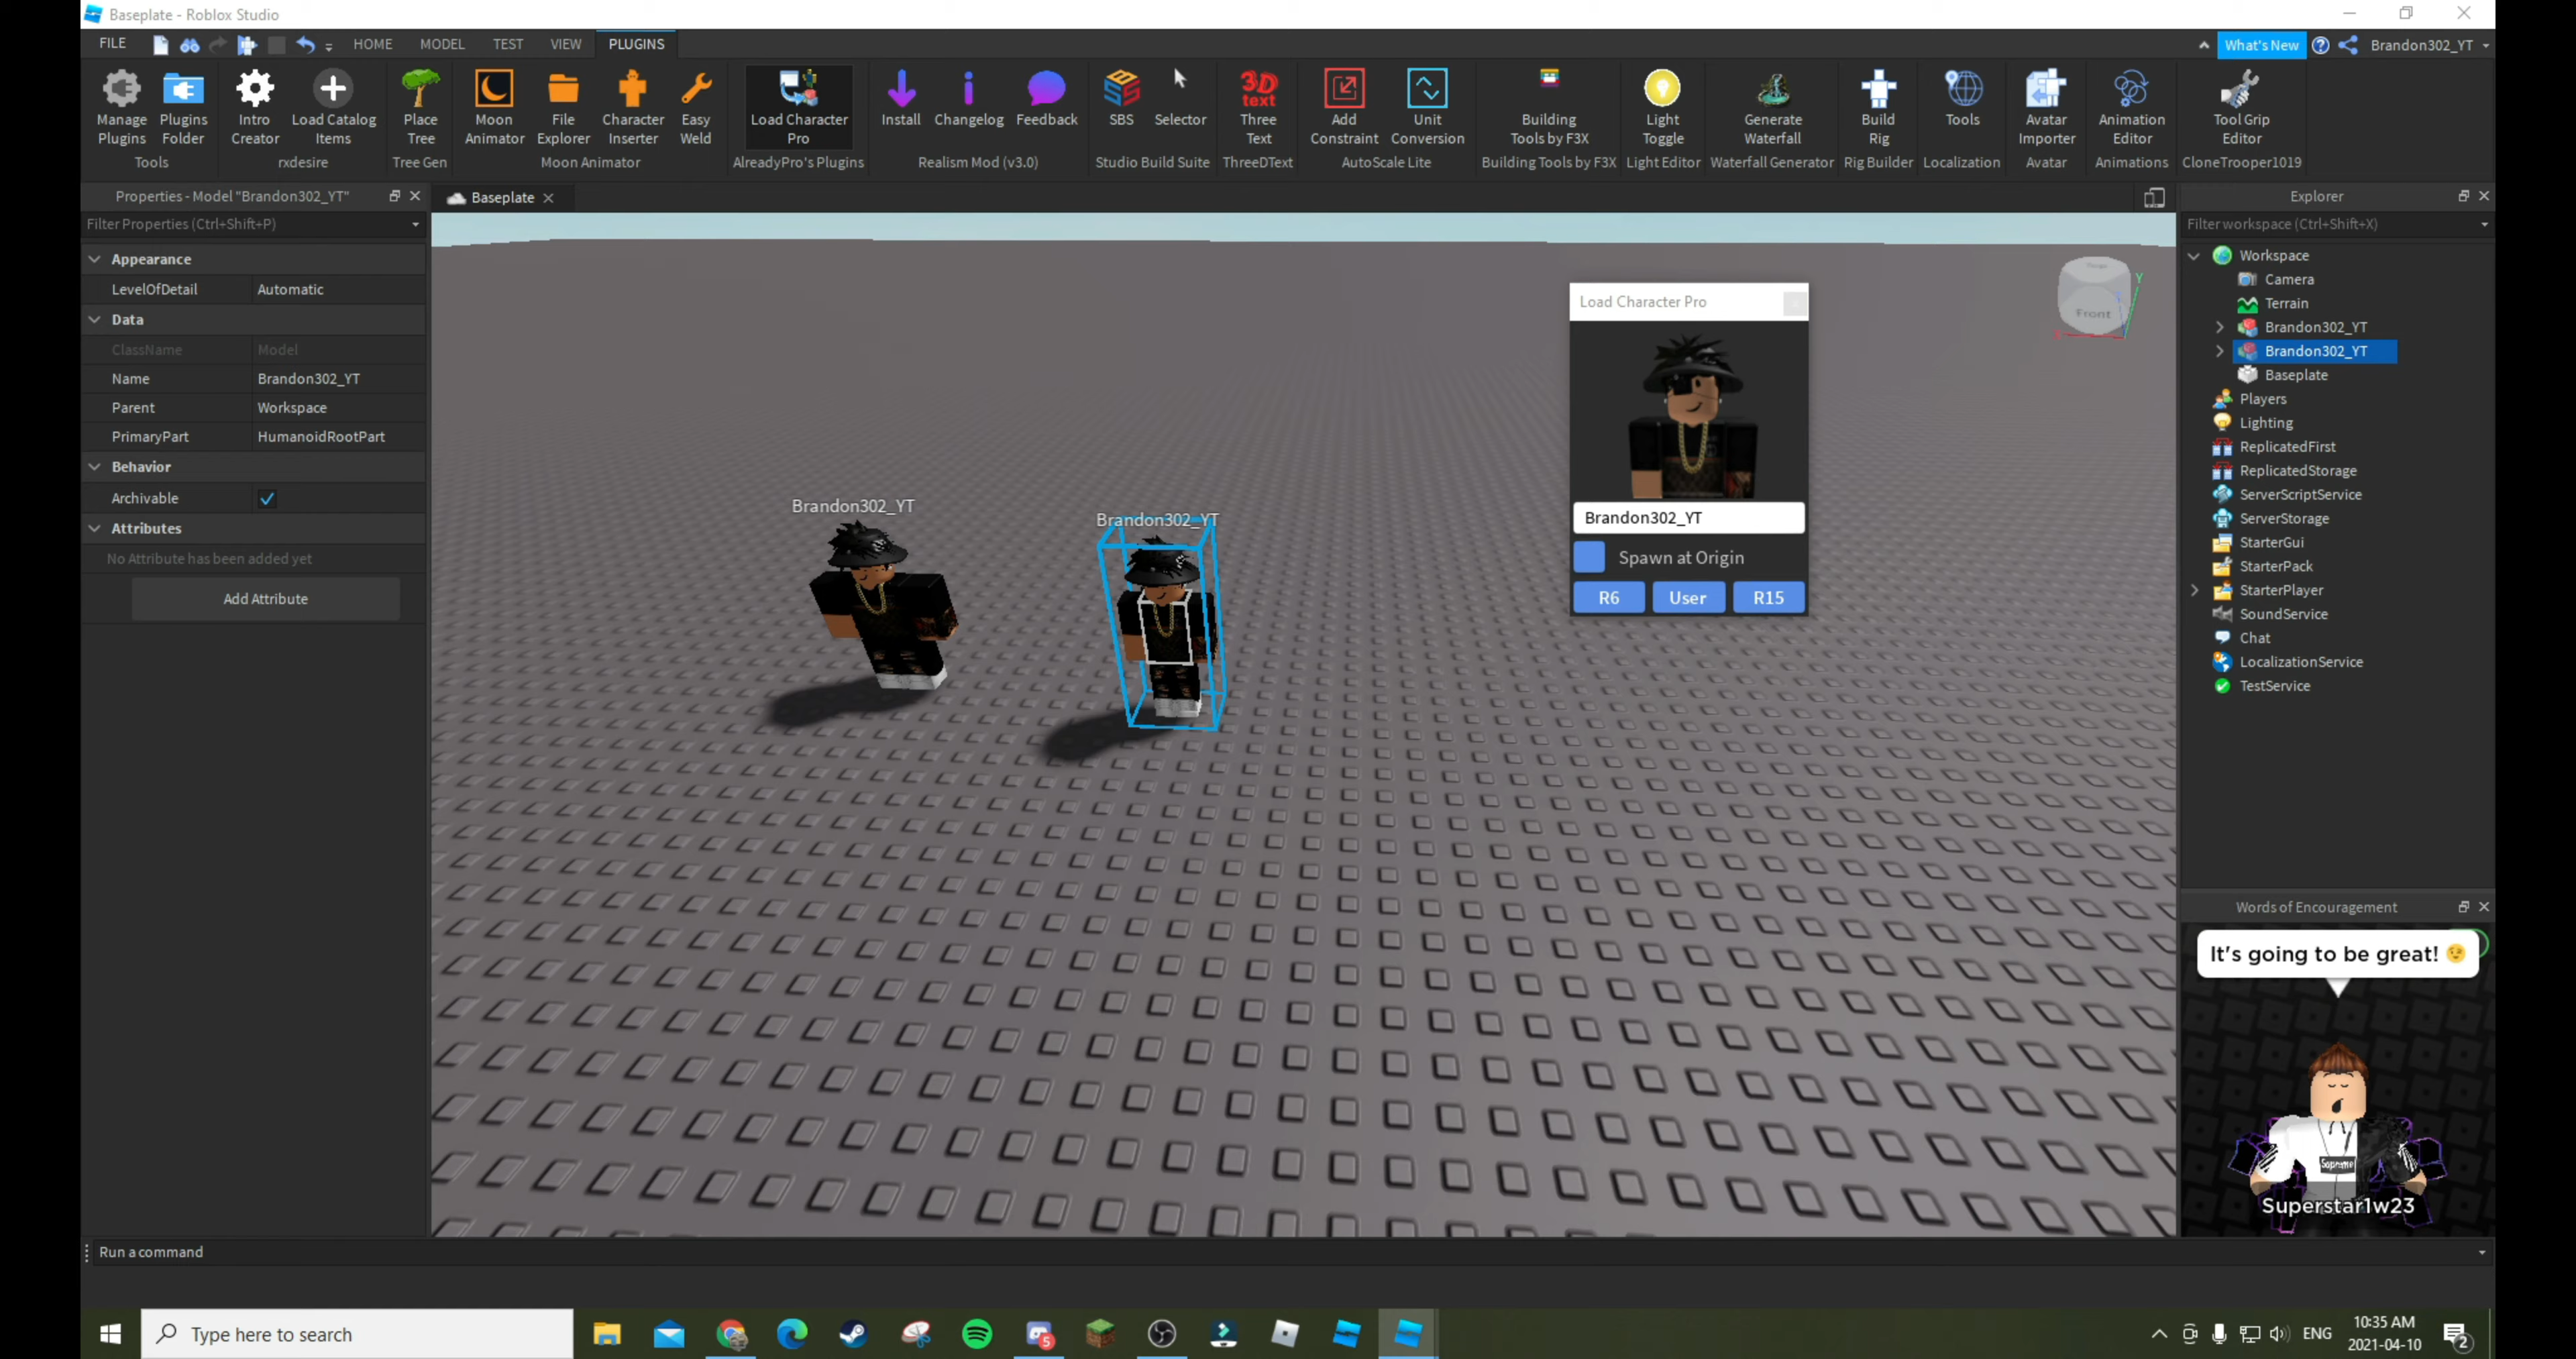 Baseplate - Roblox Studio
FILE HOME MODEL TEST VIEW PLUGINS What's New Brandon302_YT
Manage Plugins
Plugins Folder
Tools
Intro Creator
Load Catalog Items
rxdesire
Place Tree
Tree Gen
Moon Animator
File Explorer
Character Inserter
Easy Weld
Moon Animator
Load Character Pro
AlreadyPro's Plugins
Install
Changelog
Feedback
Realism Mod (v3.0)
SBS
Selector
Studio Build Suite
3D text
Three Text
ThreeDText
Add Constraint
Unit Conversion
AutoScale Lite
Building Tools by F3X
Building Tools by F3X
Light Toggle
Light Editor
Generate Waterfall
Waterfall Generator
Build Rig
Rig Builder
Tools
Localization
Avatar Importer
Avatar
Animation Editor
Animations
Tool Grip Editor
CloneTrooper1019
Properties - Model "Brandon302_YT"
Filter Properties (Ctrl+Shift+P)
Appearance
LevelOfDetail Automatic
Data
ClassName Model
Name Brandon302_YT
Parent Workspace
PrimaryPart HumanoidRootPart
Behavior
Archivable
Attributes
No Attribute has been added yet
Add Attribute
Baseplate
Brandon302_YT
Brandon302_YT
Front
Y
Load Character Pro
Brandon302_YT
Spawn at Origin
R6 User R15
Explorer
Filter workspace (Ctrl+Shift+X)
Workspace
Camera
Terrain
Brandon302_YT
Brandon302_YT
Baseplate
Players
Lighting
ReplicatedFirst
ReplicatedStorage
ServerScriptService
ServerStorage
StarterGui
StarterPack
StarterPlayer
SoundService
Chat
LocalizationService
TestService
Words of Encouragement
It's going to be great! 😉
Supreme
Superstar1w23
Run a command
Type here to search
5
ENG
10:35 AM
2021-04-10
2